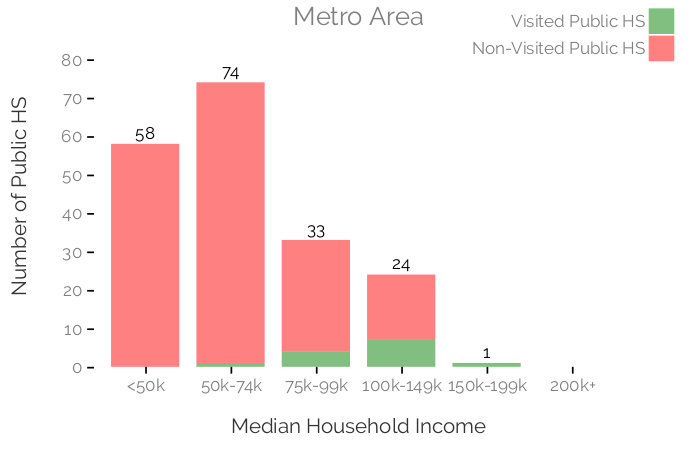 Metro Area
Visited Public HS
Non-Visited Public HS
Number of Public HS
80
70
60
50
40
30
20
10
0
58
74
33
24
1
<50k
50k-74k
75k-99k
100k-149k
150k-199k
200k+
Median Household Income